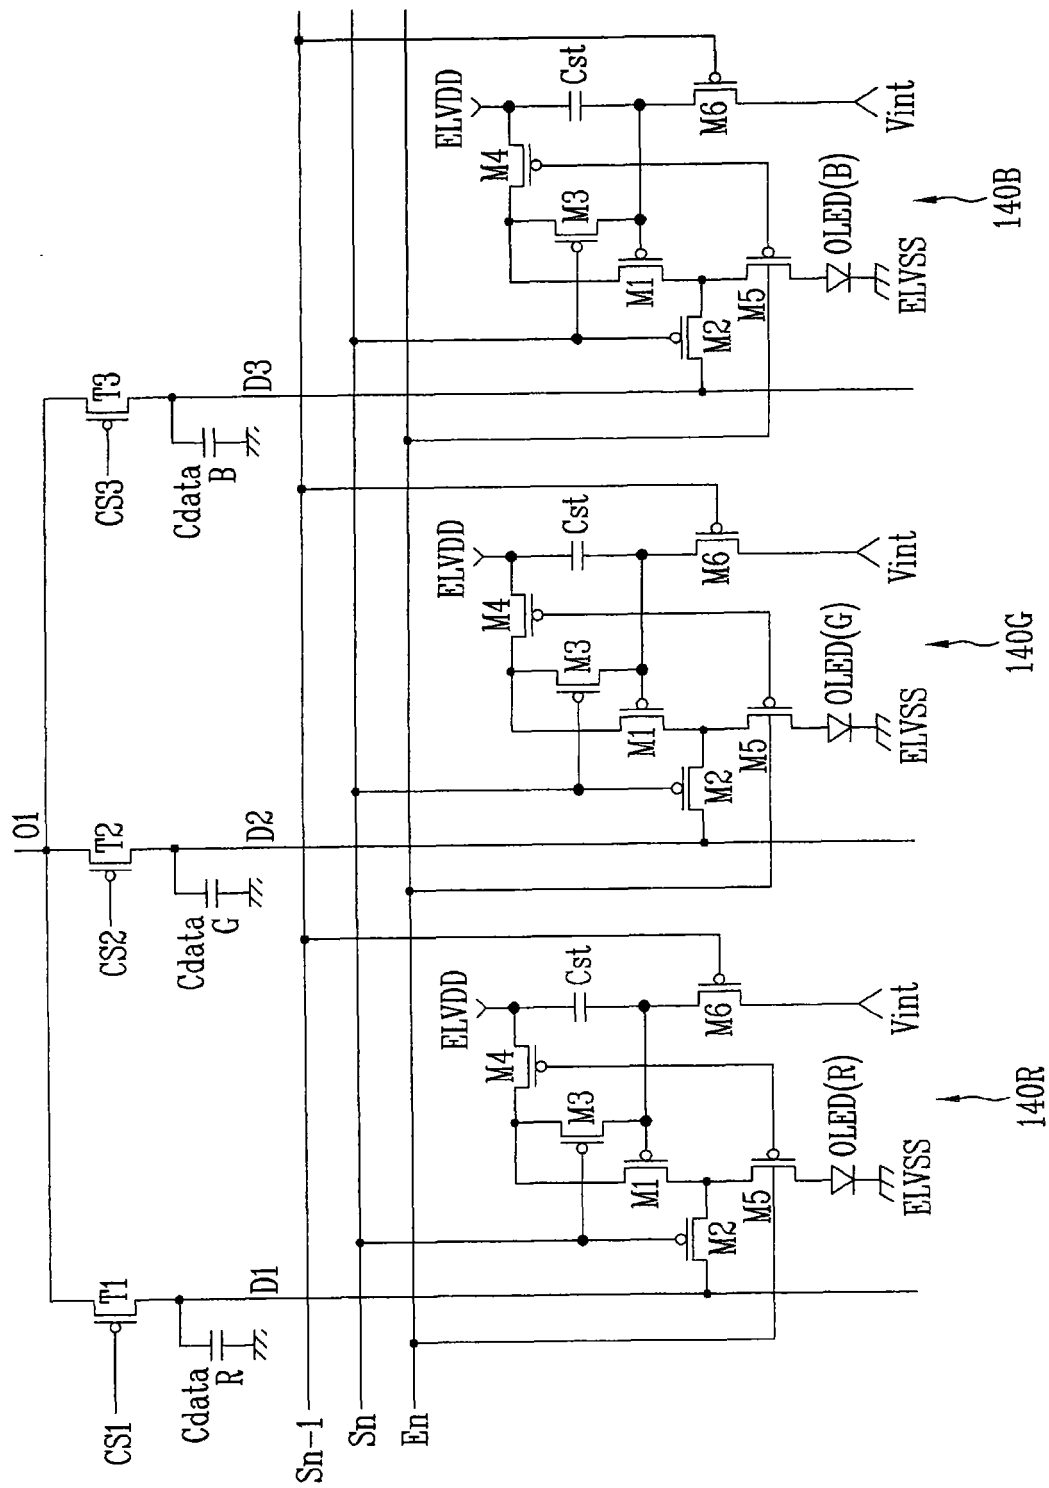 O1
CS1
T1
CS2
T2
CS3
T3
Cdata
R
D1
Cdata
G
D2
Cdata
B
D3
Sn-1
Sn
En
ELVDD
M4
Cst
M3
M1
M6
M2
M5
Vint
OLED(R)
ELVSS
140R
ELVDD
M4
Cst
M3
M1
M6
M2
M5
Vint
OLED(G)
ELVSS
140G
ELVDD
M4
Cst
M3
M1
M6
M2
M5
Vint
OLED(B)
ELVSS
140B